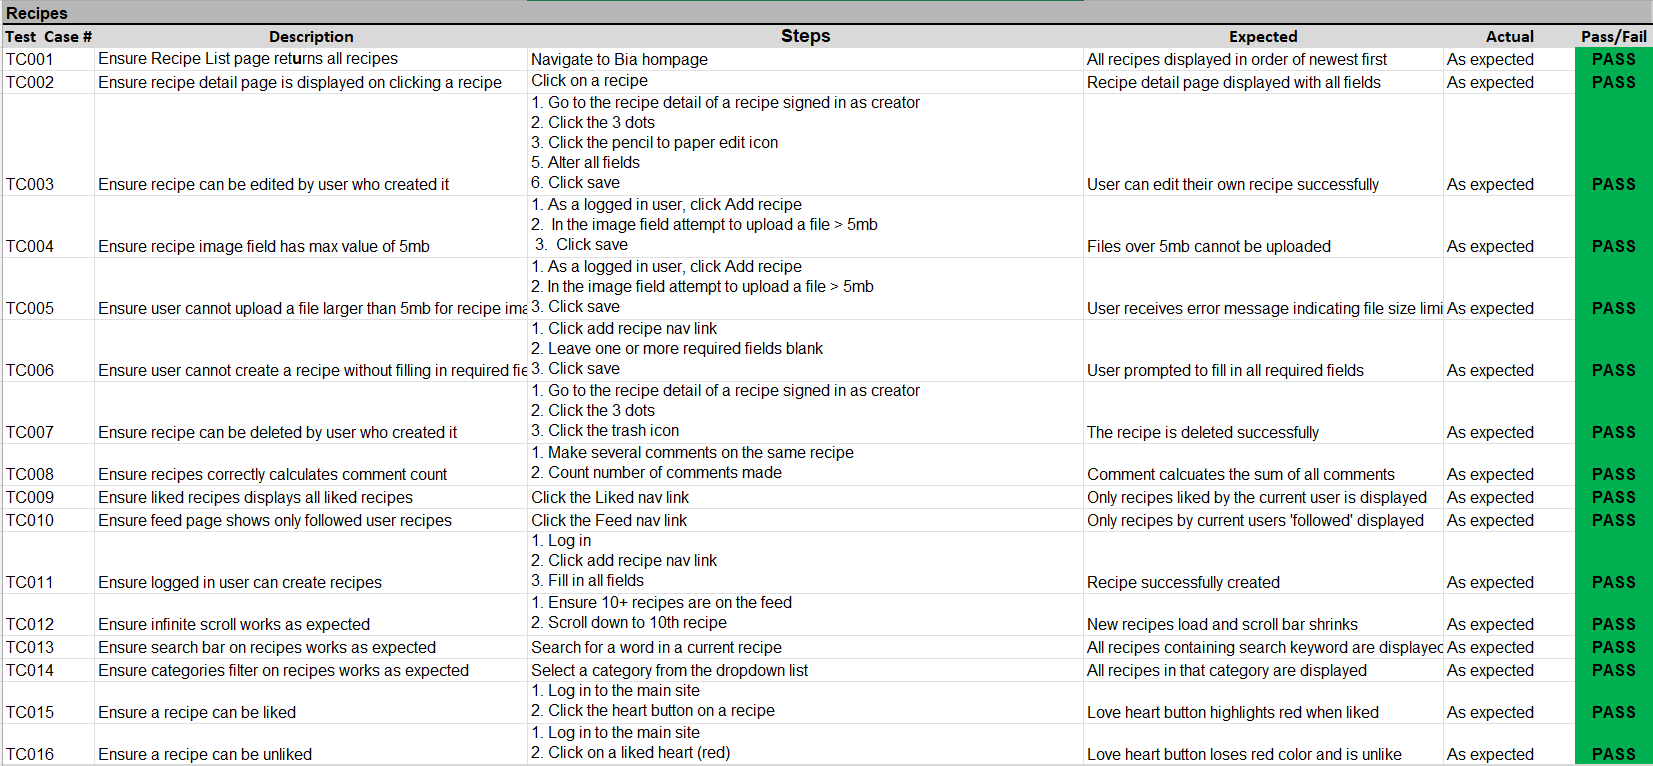 Recipes
Test Case # Description Steps Expected Actual Pass/Fail
TC001 Ensure Recipe List page returns all recipes Navigate to Bia hompage All recipes displayed in order of newest first As expected PASS
TC002 Ensure recipe detail page is displayed on clicking a recipe Click on a recipe Recipe detail page displayed with all fields As expected PASS
1. Go to the recipe detail of a recipe signed in as creator
2. Click the 3 dots
3. Click the pencil to paper edit icon
5. Alter all fields
TC003 Ensure recipe can be edited by user who created it 6. Click save User can edit their own recipe successfully As expected PASS
1. As a logged in user, click Add recipe
2. In the image field attempt to upload a file > 5mb
TC004 Ensure recipe image field has max value of 5mb 3. Click save Files over 5mb cannot be uploaded As expected PASS
1. As a logged in user, click Add recipe
2. In the image field attempt to upload a file > 5mb
TC005 Ensure user cannot upload a file larger than 5mb for recipe ima 3. Click save User receives error message indicating file size limi As expected PASS
1. Click add recipe nav link
2. Leave one or more required fields blank
TC006 Ensure user cannot create a recipe without filling in required fie 3. Click save User prompted to fill in all required fields As expected PASS
1. Go to the recipe detail of a recipe signed in as creator
2. Click the 3 dots
TC007 Ensure recipe can be deleted by user who created it 3. Click the trash icon The recipe is deleted successfully As expected PASS
1. Make several comments on the same recipe
TC008 Ensure recipes correctly calculates comment count 2. Count number of comments made Comment calcuates the sum of all comments As expected PASS
TC009 Ensure liked recipes displays all liked recipes Click the Liked nav link Only recipes liked by the current user is displayed As expected PASS
TC010 Ensure feed page shows only followed user recipes Click the Feed nav link Only recipes by current users 'followed' displayed As expected PASS
1. Log in
2. Click add recipe nav link
TC011 Ensure logged in user can create recipes 3. Fill in all fields Recipe successfully created As expected PASS
1. Ensure 10+ recipes are on the feed
TC012 Ensure infinite scroll works as expected 2. Scroll down to 10th recipe New recipes load and scroll bar shrinks As expected PASS
TC013 Ensure search bar on recipes works as expected Search for a word in a current recipe All recipes containing search keyword are displayed As expected PASS
TC014 Ensure categories filter on recipes works as expected Select a category from the dropdown list All recipes in that category are displayed As expected PASS
1. Log in to the main site
TC015 Ensure a recipe can be liked 2. Click the heart button on a recipe Love heart button highlights red when liked As expected PASS
1. Log in to the main site
TC016 Ensure a recipe can be unliked 2. Click on a liked heart (red) Love heart button loses red color and is unlike As expected PASS